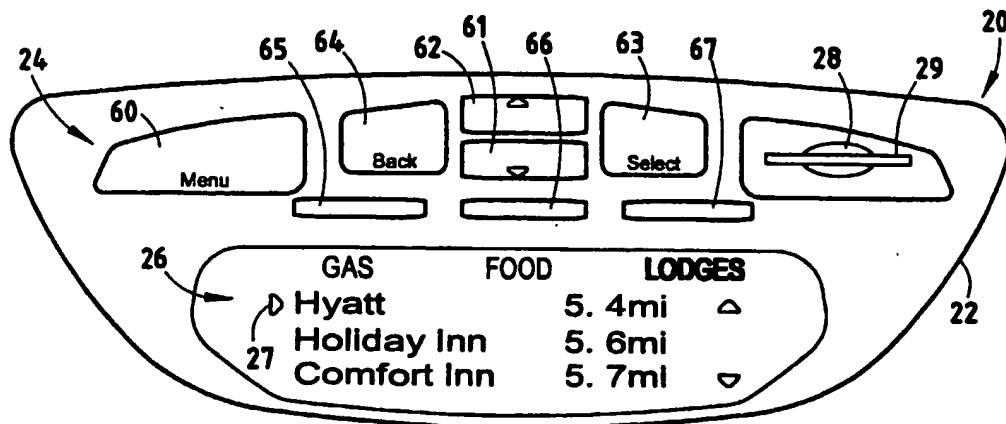 61
62
66
63
67
20
64
65
28
29
24
60
Back
Select
Menu
GAS FOOD LODGES
26
Hyatt 5. 4mi
22
27
Holiday Inn 5. 6mi
Comfort Inn 5. 7mi